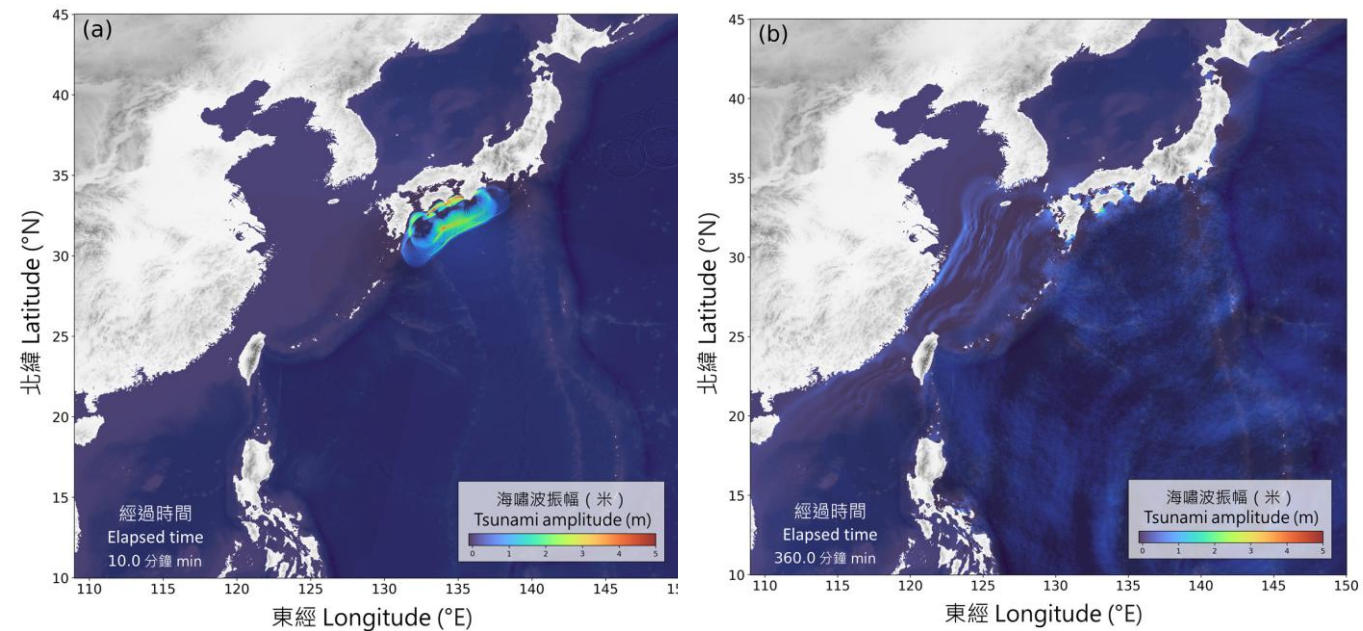 (a)
45
40
35
30
25
20
15
10
北緯 Latitude (°N)
110 115 120 125 130 135 140 145 15
東經 Longitude (°E)
經過時間
Elapsed time
10.0 分鐘 min
海嘯波振幅（米）
Tsunami amplitude (m)
0 1 2 3 4 5
(b)
45
40
35
30
25
20
15
10
北緯 Latitude (°N)
110 115 120 125 130 135 140 145 150
東經 Longitude (°E)
經過時間
Elapsed time
360.0 分鐘 min
海嘯波振幅（米）
Tsunami amplitude (m)
0 1 2 3 4 5